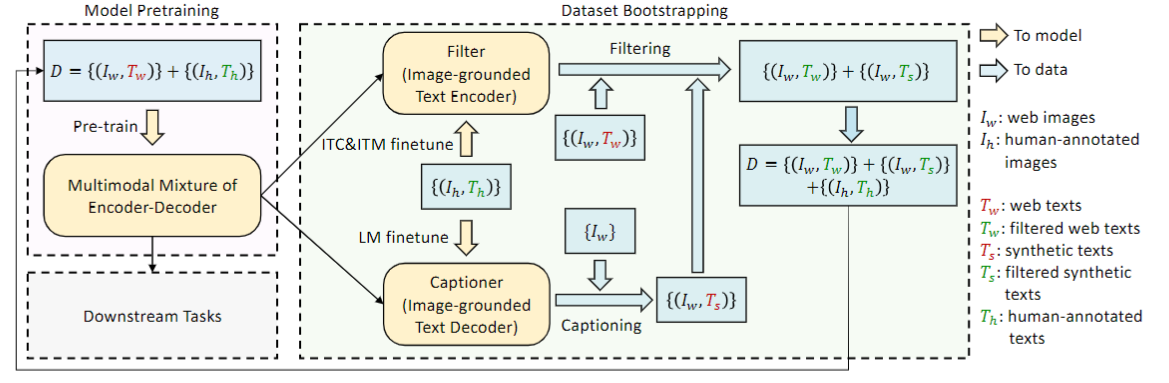 Model Pretraining
D = {(I_w, T_w)} + {(I_h, T_h)}
Pre-train
Multimodal Mixture of
Encoder-Decoder
Downstream Tasks
Dataset Bootstrapping
Filter
(Image-grounded
Text Encoder)
ITC&ITM finetune
{(I_h, T_h)}
LM finetune
Captioner
(Image-grounded
Text Decoder)
Filtering
{(I_w, T_w)}
{I_w}
Captioning
{(I_w, T_s)}
{(I_w, T_w)} + {(I_w, T_s)}
D = {(I_w, T_w)} + {(I_w, T_s)}
+{(I_h, T_h)}
To model
To data
I_w: web images
I_h: human-annotated
images
T_w: web texts
T_w: filtered web texts
T_s: synthetic texts
T_s: filtered synthetic
texts
T_h: human-annotated
texts